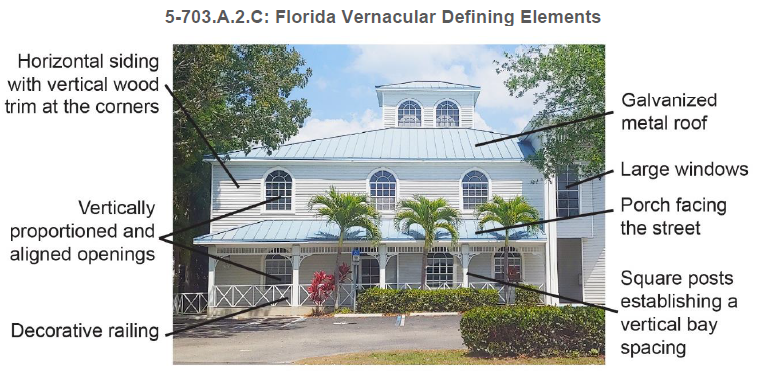 5-703.A.2.C: Florida Vernacular Defining Elements
Horizontal siding
with vertical wood
trim at the corners
Vertically
proportioned and
aligned openings
Decorative railing
Galvanized
metal roof
Large windows
Porch facing
the street
Square posts
establishing a
vertical bay
spacing